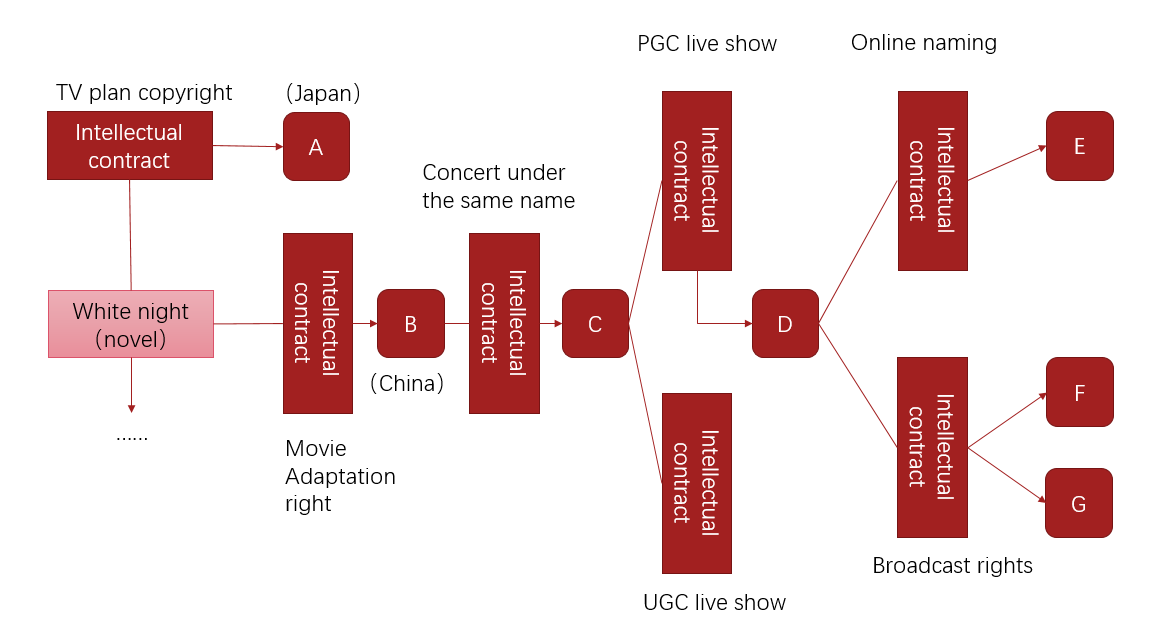 PGC live show
Online naming
TV plan copyright
（Japan）
Intellectual
contract
A
Intellectual
contract
Intellectual
contract
E
Concert under
the same name
White night
（novel）
Intellectual
contract
B
Intellectual
contract
C
D
（China）
F
Intellectual
contract
Intellectual
contract
......
Movie
Adaptation
right
G
Broadcast rights
UGC live show